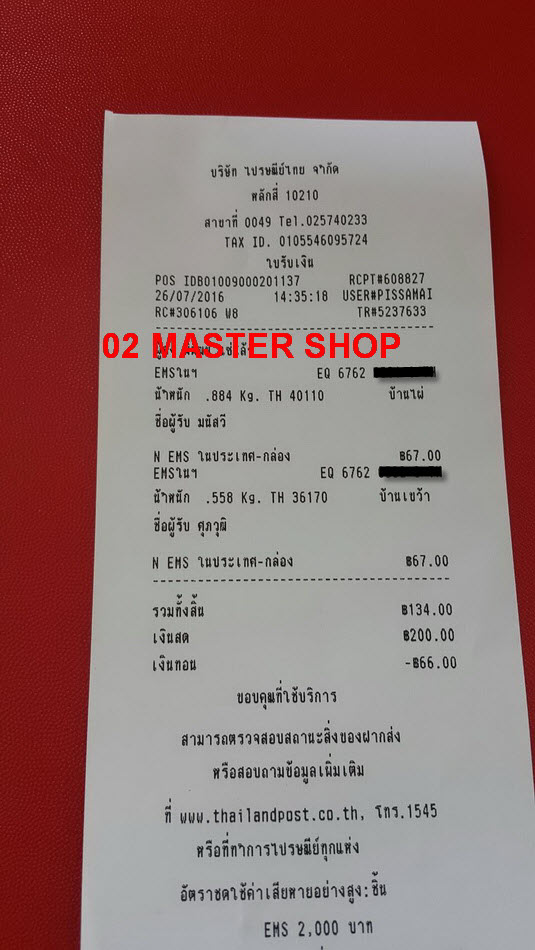 บริษัท ไปรษณีย์ไทย จำกัด
หลักสี่ 10210
สาขาที่ 0049 Tel.025740233
TAX ID. 0105546095724
ใบรับเงิน
POS IDB01009000201137 RCPT#608827
26/07/2016 14:35:18 USER#PISSAMAI
RC#306106 W8 TR#5237633
02 MASTER SHOP
EMSในฯ EQ 6762
น้ำหนัก .884 Kg. TH 40110 บ้านไผ่
ชื่อผู้รับ มนัสวี
N EMS ในประเทศ-กล่อง ฿67.00
EMSในฯ EQ 6762
น้ำหนัก .558 Kg. TH 36170 บ้านเขว้า
ชื่อผู้รับ ศุภวุฒิ
N EMS ในประเทศ-กล่อง ฿67.00
รวมทั้งสิ้น ฿134.00
เงินสด ฿200.00
เงินทอน -฿66.00
ขอบคุณที่ใช้บริการ
สามารถตรวจสอบสถานะสิ่งของฝากส่ง
หรือสอบถามข้อมูลเพิ่มเติม
ที่ www.thailandpost.co.th, โทร.1545
หรือที่ทำการไปรษณีย์ทุกแห่ง
อัตราชดใช้ค่าเสียหายอย่างสูง:ชิ้น
EMS 2,000 บาท